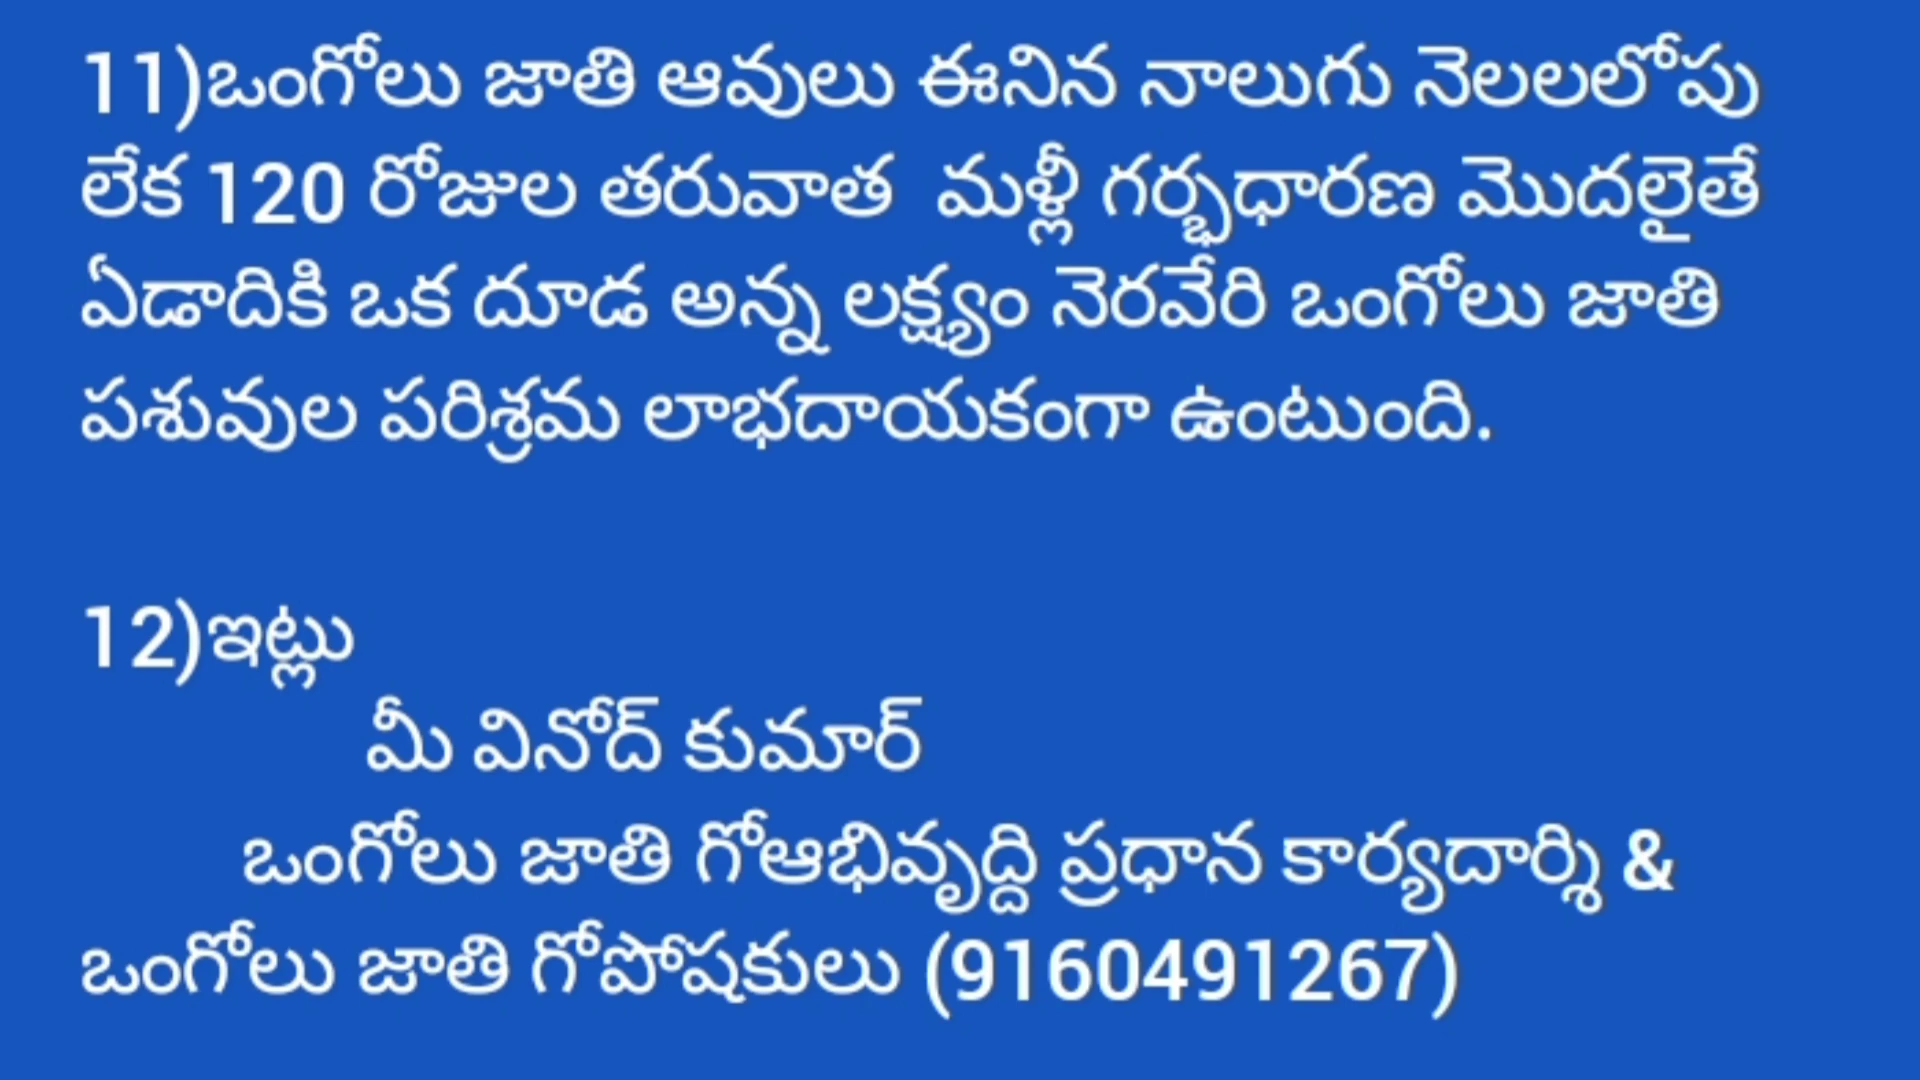 11)ఒంగోలు జాతి ఆవులు ఈనిన నాలుగు నెలలలోపు
లేక 120 రోజుల తరువాత మళ్లీ గర్భధారణ మొదలైతే
ఏడాదికి ఒక దూడ అన్న లక్ష్యం నెరవేరి ఒంగోలు జాతి
పశువుల పరిశ్రమ లాభదాయకంగా ఉంటుంది.
12)ఇట్లు
మీ వినోద్ కుమార్
ఒంగోలు జాతి గోఆభివృద్ది ప్రధాన కార్యదార్శి &
ఒంగోలు జాతి గోపోషకులు (9160491267)